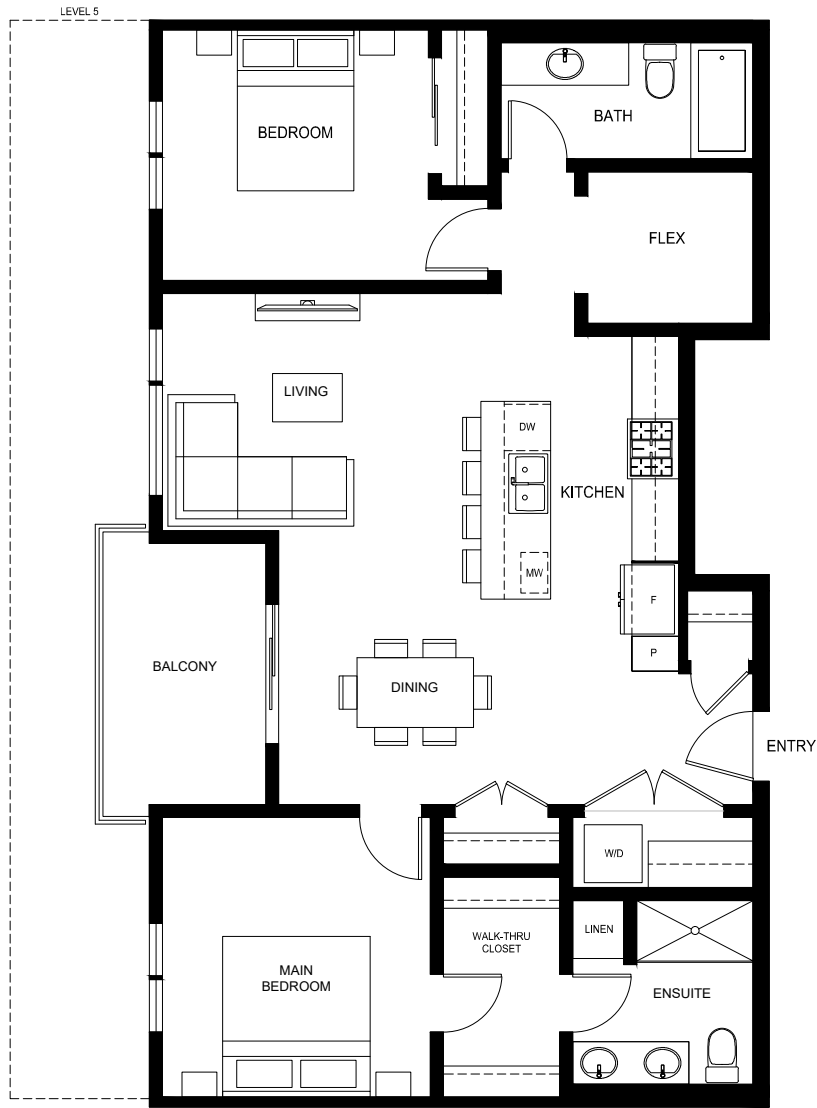 LEVEL 5
BEDROOM
BATH
FLEX
LIVING
DW
KITCHEN
MW
F
P
BALCONY
DINING
ENTRY
W/D
WALK-THRU
CLOSET
LINEN
MAIN
BEDROOM
ENSUITE